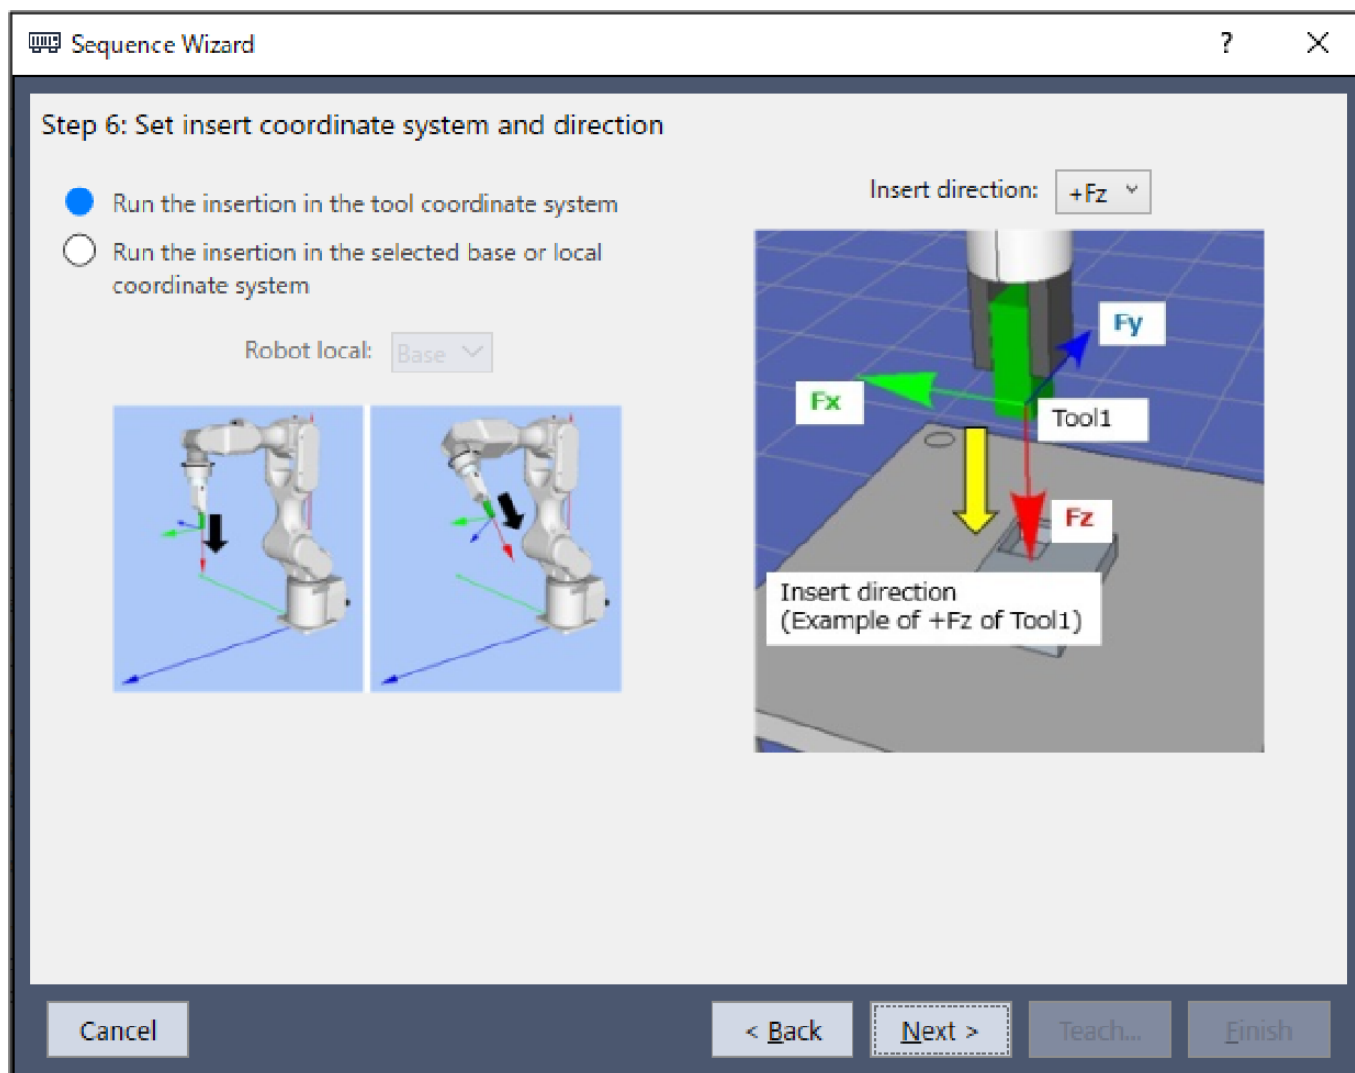 Sequence Wizard
?
Step 6: Set insert coordinate system and direction
Run the insertion in the tool coordinate system
Run the insertion in the selected base or local
coordinate system
Robot local:
Base
Insert direction:
+Fz
Fy
Fx
Tool1
Fz
Insert direction
(Example of +Fz of Tool1)
Cancel
< Back
Next >
Teach...
Finish